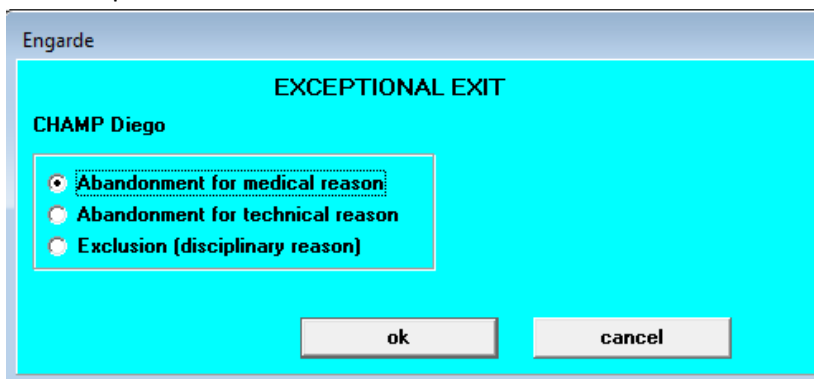 Engarde
EXCEPTIONAL EXIT
CHAMP Diego
Abandonment for medical reason
Abandonment for technical reason
Exclusion (disciplinary reason)
ok cancel